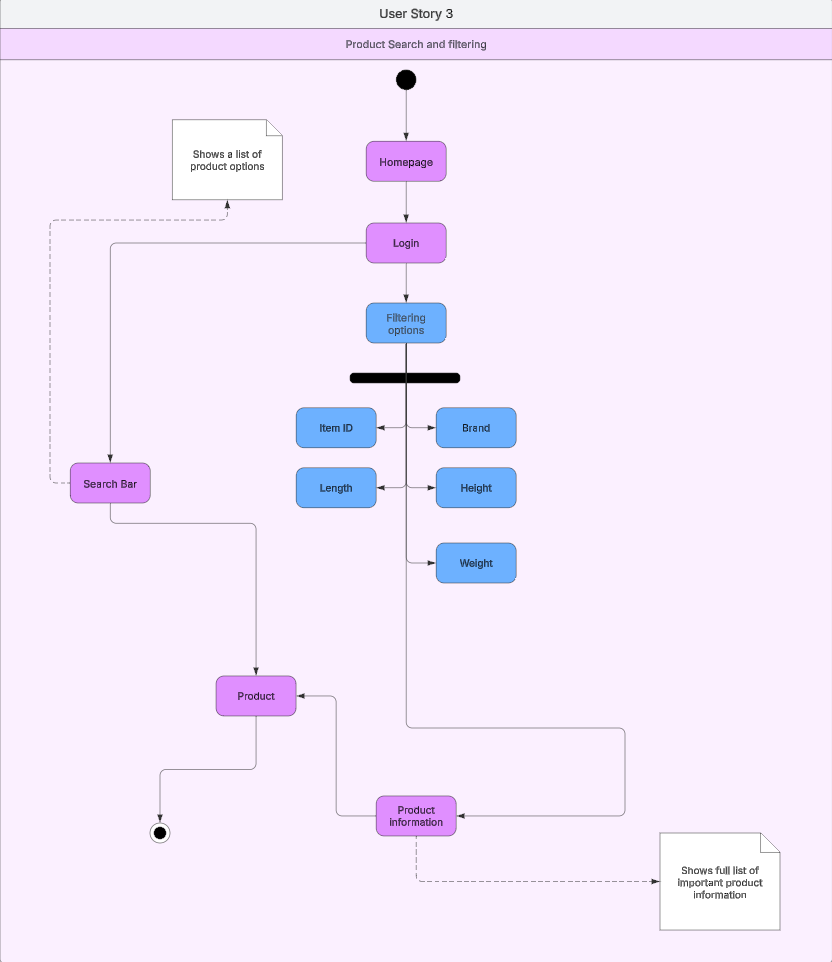 User Story 3
Product Search and filtering
Shows a list of
product options
Homepage
Login
Filtering
options
Item ID
Brand
Search Bar
Length
Height
Weight
Product
Product
information
Shows full list of
important product
information